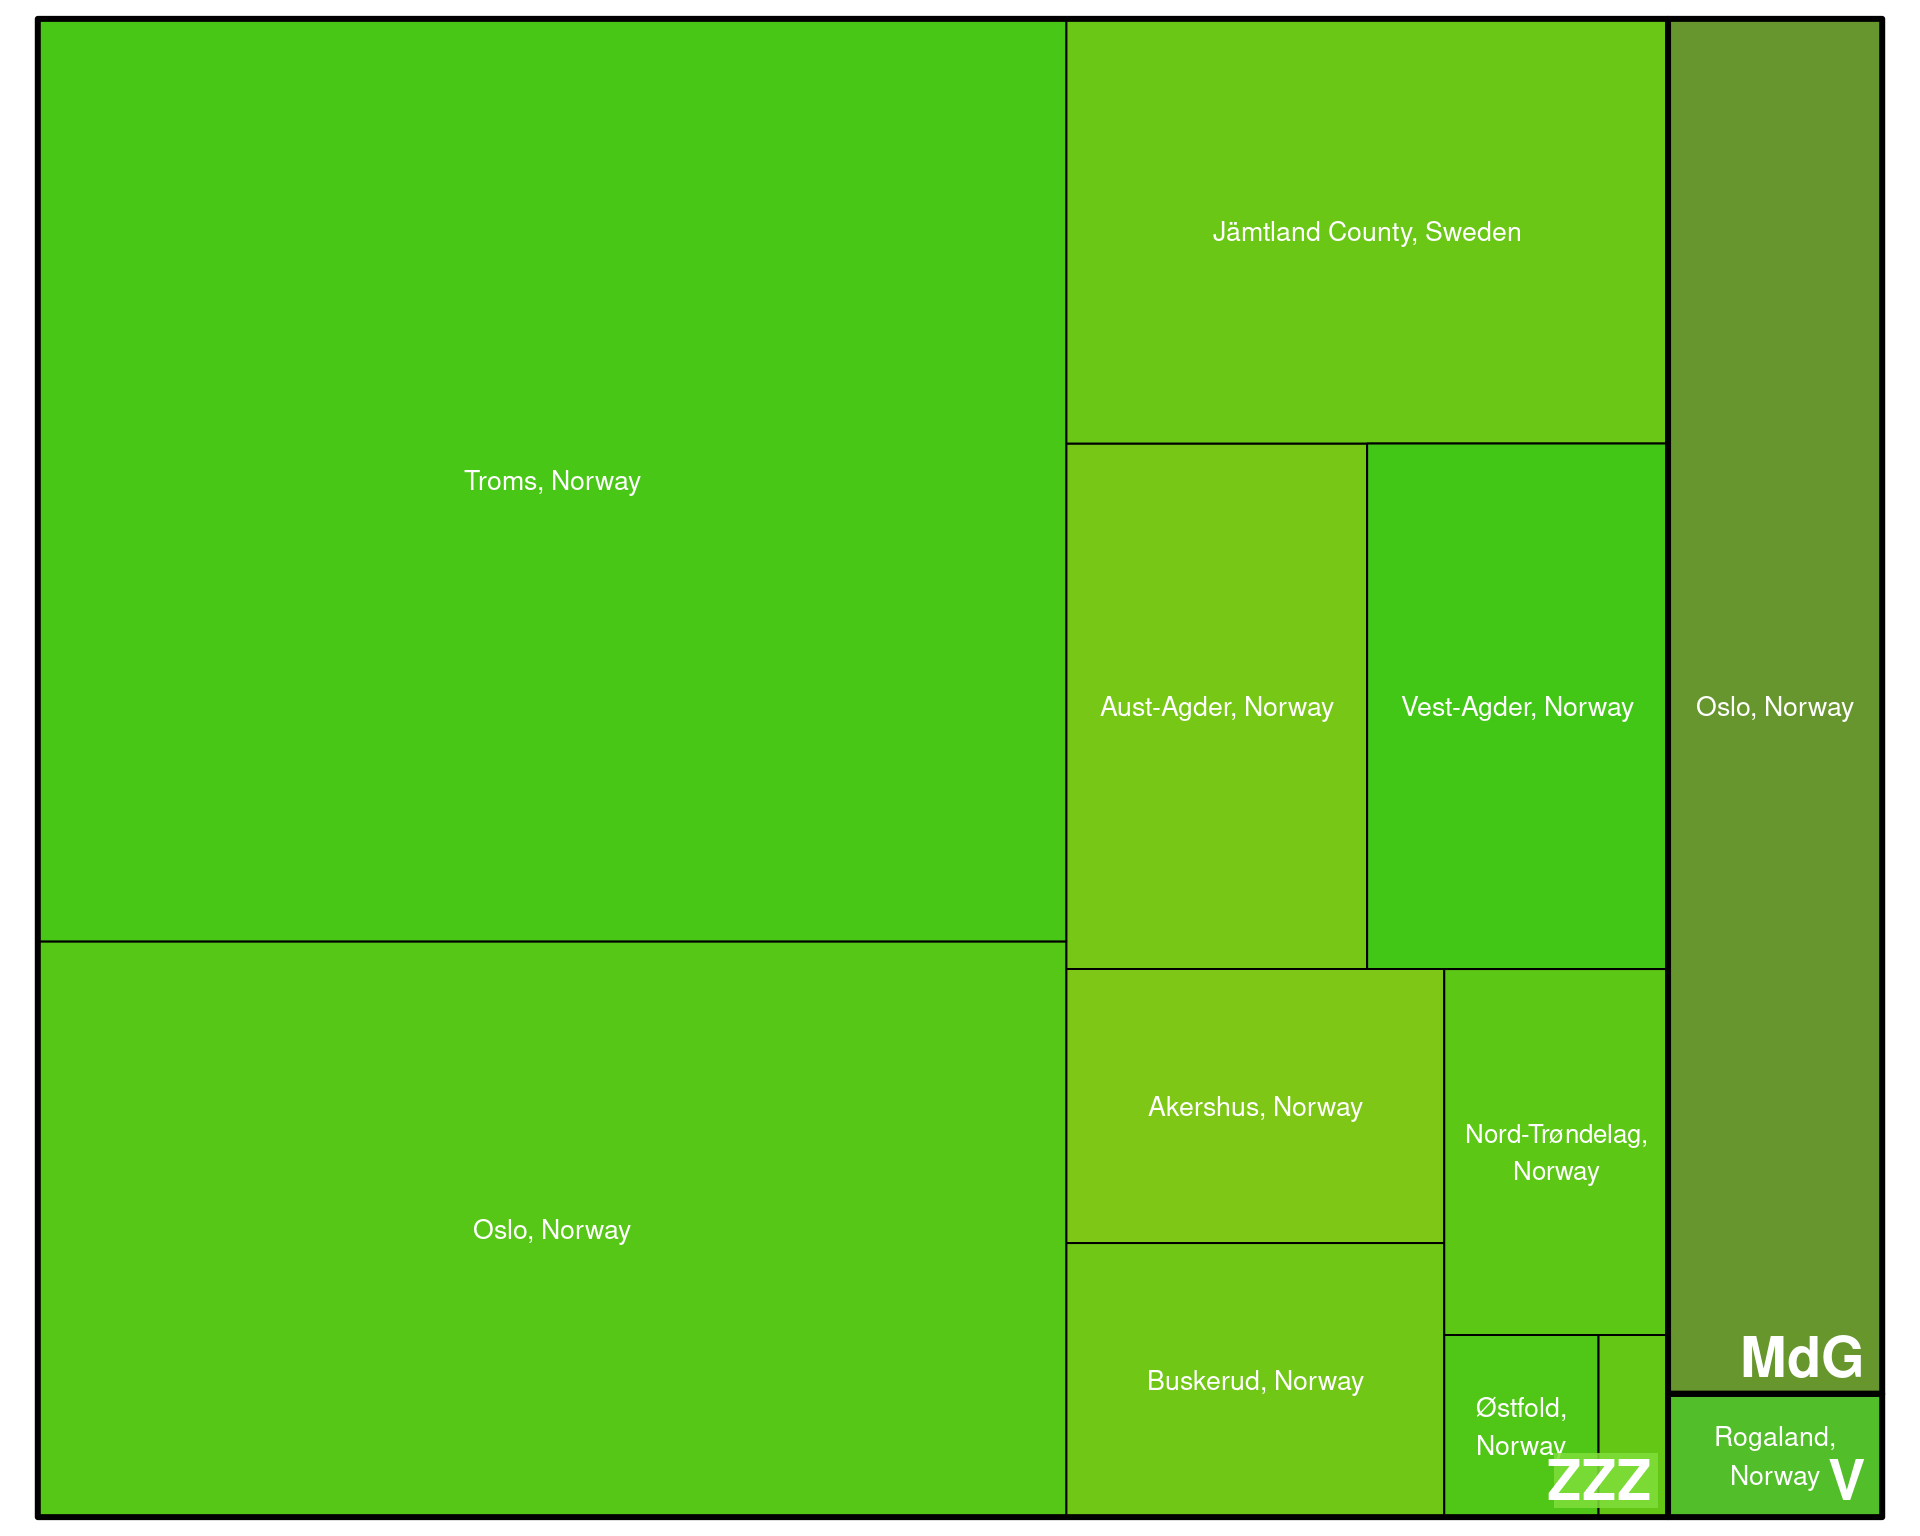 Troms, Norway
Oslo, Norway
Jämtland County, Sweden
Aust-Agder, Norway
Vest-Agder, Norway
Akershus, Norway
Nord-Trøndelag,
Norway
Buskerud, Norway
Østfold,
Norway
ZZZ
Oslo, Norway
MdG
Rogaland,
Norway
V